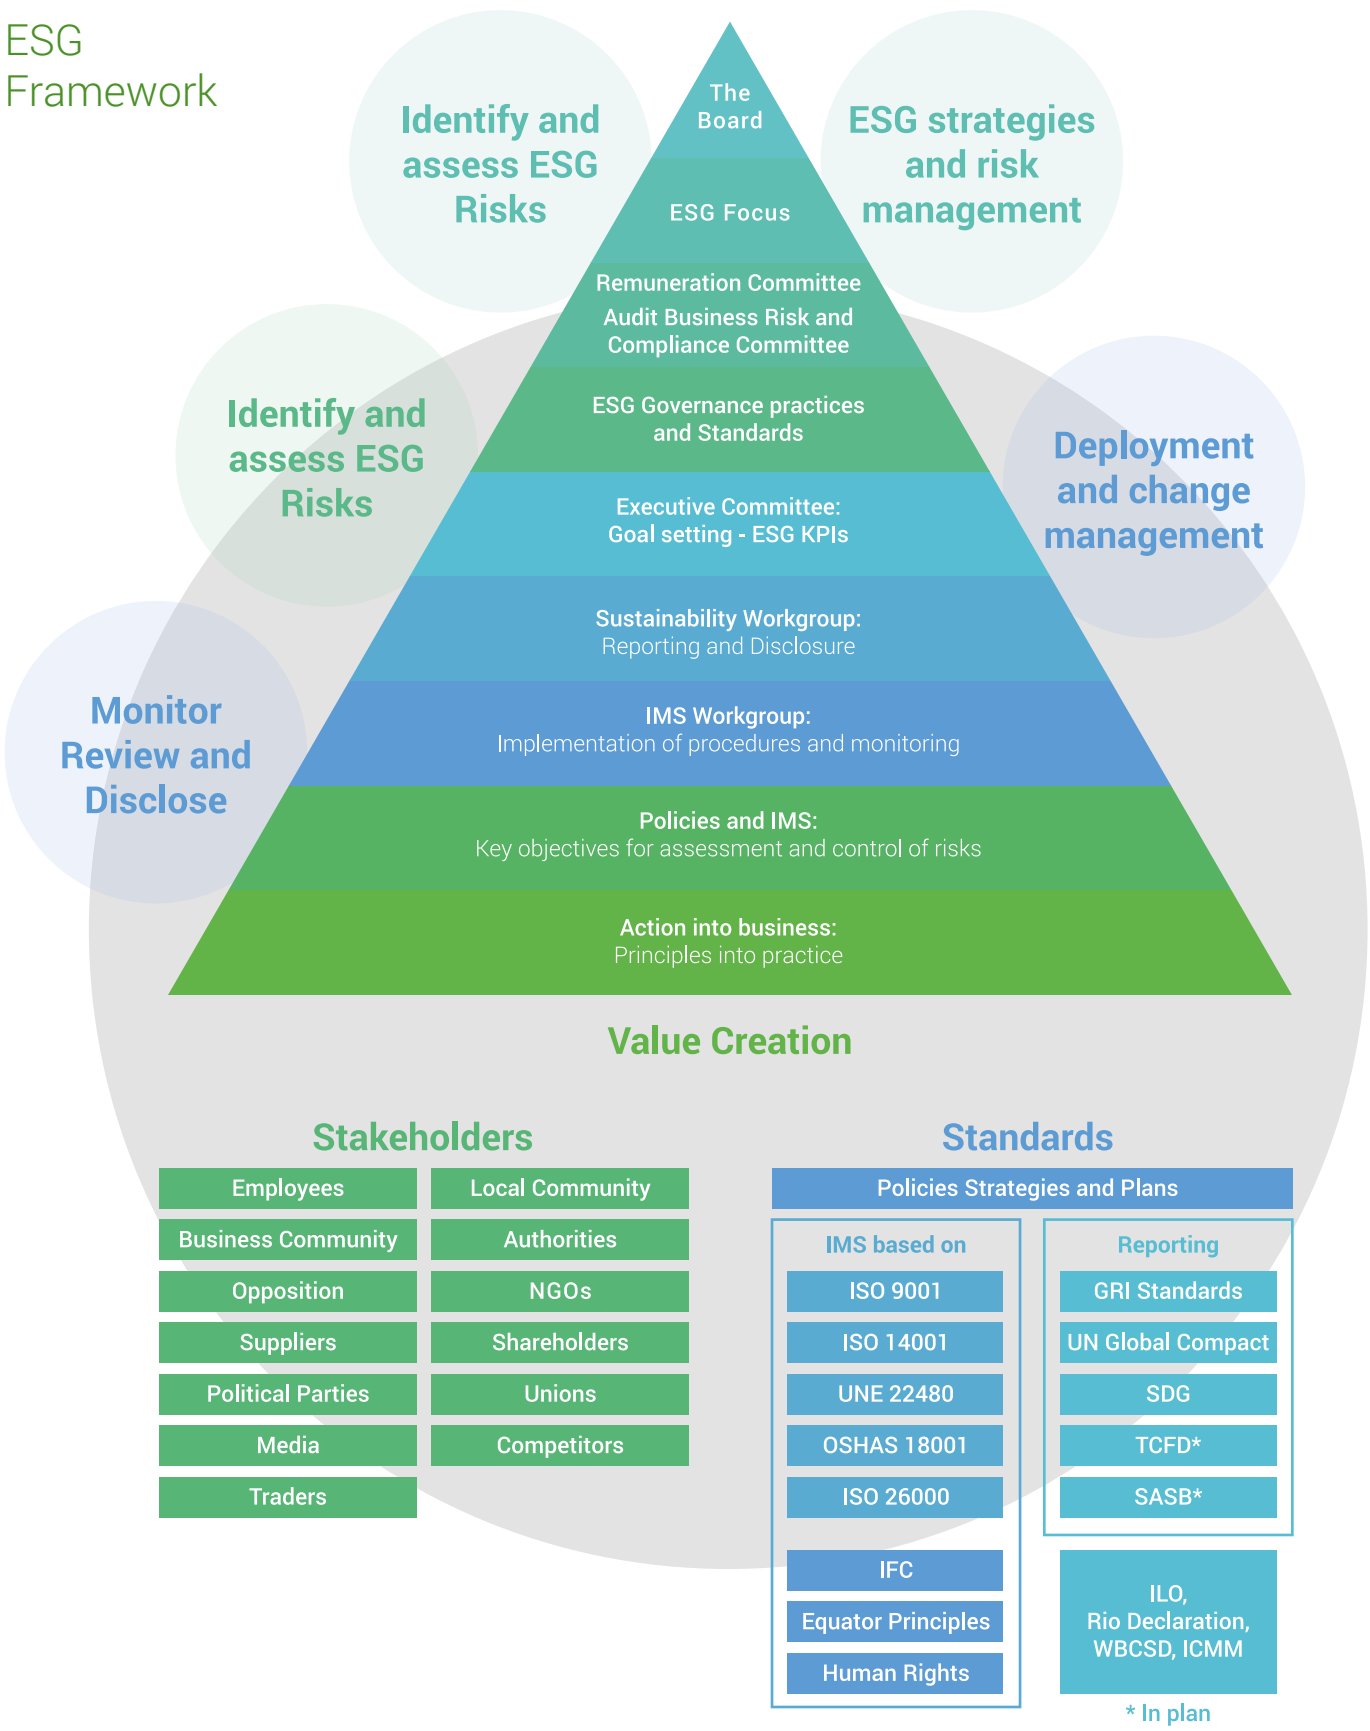 ESG
Framework
Identify and
assess ESG
Risks
The
Board
ESG strategies
and risk
management
ESG Focus
Remuneration Committee
Audit Business Risk and
Compliance Committee
Identify and
assess ESG
Risks
ESG Governance practices
and Standards
Deployment
and change
management
Executive Committee:
Goal setting - ESG KPIs
Sustainability Workgroup:
Reporting and Disclosure
Monitor
Review and
Disclose
IMS Workgroup:
Implementation of procedures and monitoring
Policies and IMS:
Key objectives for assessment and control of risks
Action into business:
Principles into practice
Value Creation
Stakeholders
Employees
Local Community
Business Community
Authorities
Opposition
NGOs
Suppliers
Shareholders
Political Parties
Unions
Media
Competitors
Traders
Standards
Policies Strategies and Plans
IMS based on
ISO 9001
ISO 14001
UNE 22480
OSHAS 18001
ISO 26000
IFC
Equator Principles
Human Rights
Reporting
GRI Standards
UN Global Compact
SDG
TCFD*
SASB*
ILO,
Rio Declaration,
WBCSD, ICMM
* In plan